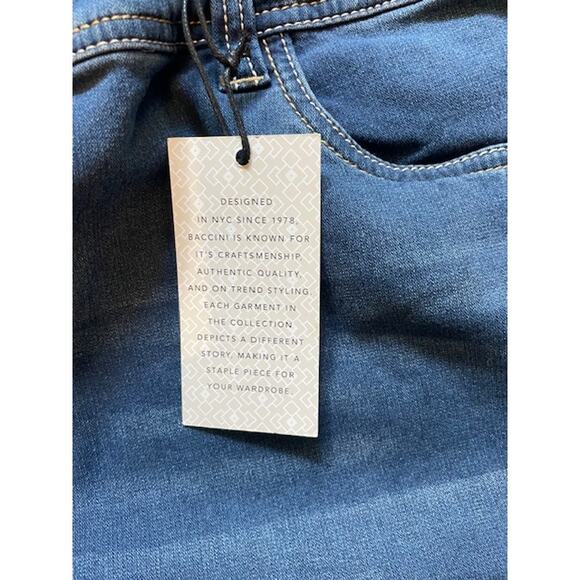 DESIGNED
IN NYC SINCE 1978,
BACCINI IS KNOWN FOR
IT'S CRAFTSMENSHIP,
AUTHENTIC QUALITY,
AND ON TREND STYLING.
EACH GARMENT IN
THE COLLECTION
DEPICTS A DIFFERENT
STORY, MAKING IT A
STAPLE PIECE FOR
YOUR WARDROBE.